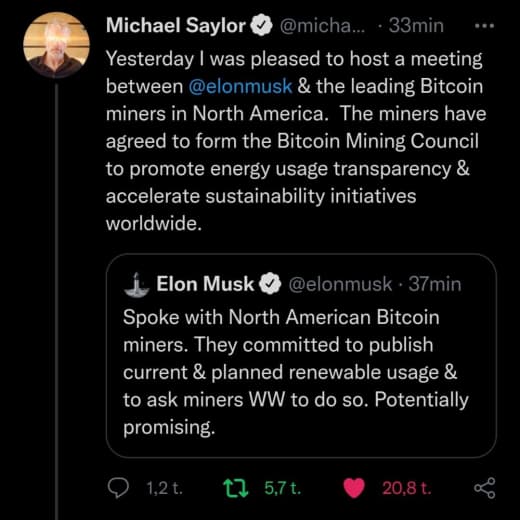 Michael Saylor @micha... · 33min
Yesterday I was pleased to host a meeting
between @elonmusk & the leading Bitcoin
miners in North America.  The miners have
agreed to form the Bitcoin Mining Council
to promote energy usage transparency &
accelerate sustainability initiatives
worldwide.
Elon Musk @elonmusk · 37min
Spoke with North American Bitcoin
miners. They committed to publish
current & planned renewable usage &
to ask miners WW to do so. Potentially
promising.
1,2 t. 5,7 t. 20,8 t.